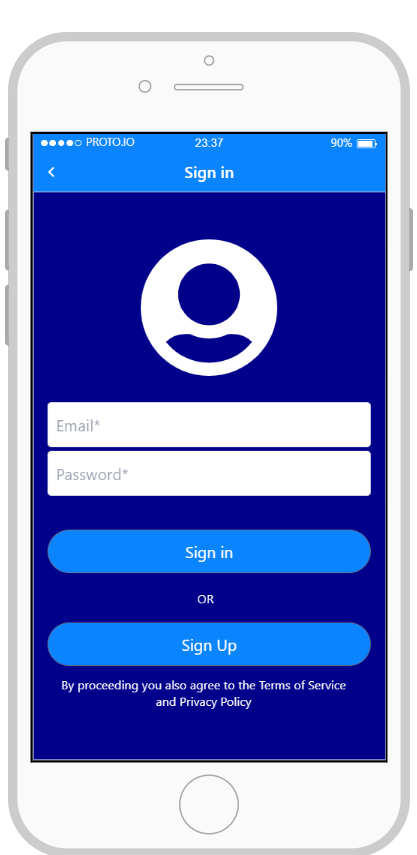 PROTO.IO 23:37 90%
Sign in
Email*
Password*
Sign in
OR
Sign Up
By proceeding you also agree to the Terms of Service
and Privacy Policy